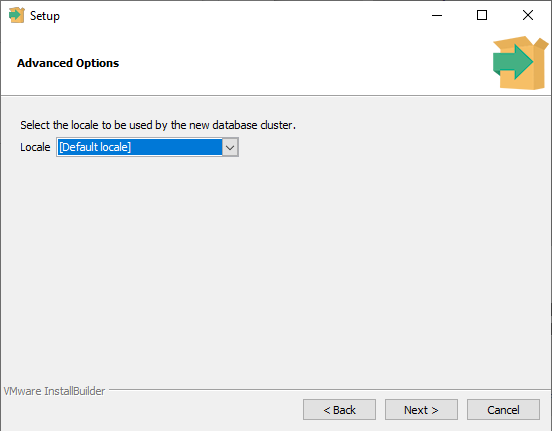 Setup
Advanced Options
Select the locale to be used by the new database cluster.
Locale [Default locale]
VMware InstallBuilder
< Back Next > Cancel